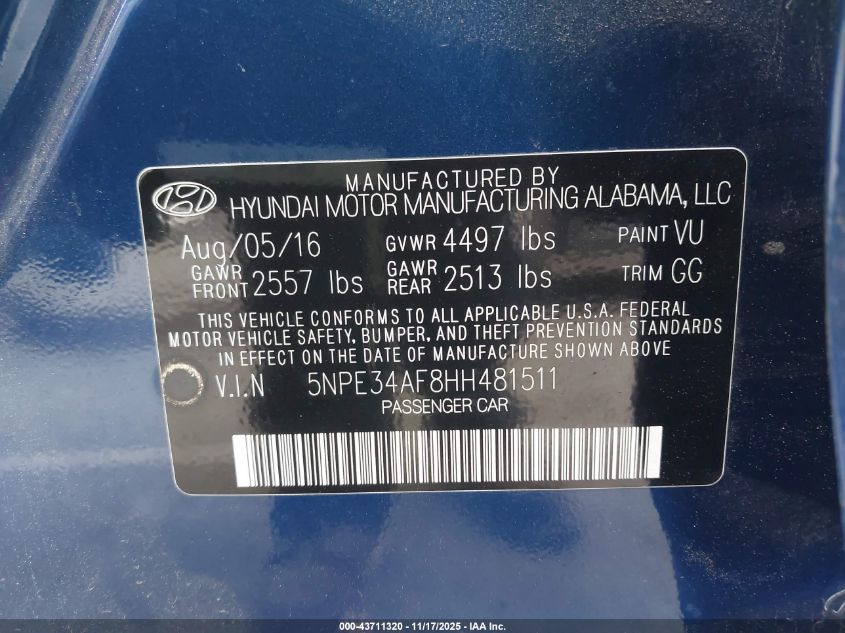 MANUFACTURED BY
HYUNDAI MOTOR MANUFACTURING ALABAMA, LLC
Aug/05/16 GVWR 4497 lbs PAINT VU
GAWR FRONT 2557 lbs GAWR REAR 2513 lbs TRIM GG
THIS VEHICLE CONFORMS TO ALL APPLICABLE U.S.A. FEDERAL
MOTOR VEHICLE SAFETY, BUMPER, AND THEFT PREVENTION STANDARDS
IN EFFECT ON THE DATE OF MANUFACTURE SHOWN ABOVE.
V.I.N 5NPE34AF8HH481511
PASSENGER CAR
000-43711320 - 11/17/2025 - IAA Inc.